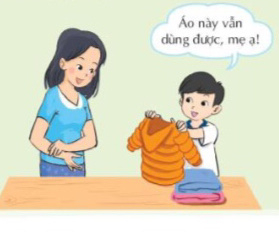 Áo này vẫn
dùng được, mẹ ạ!